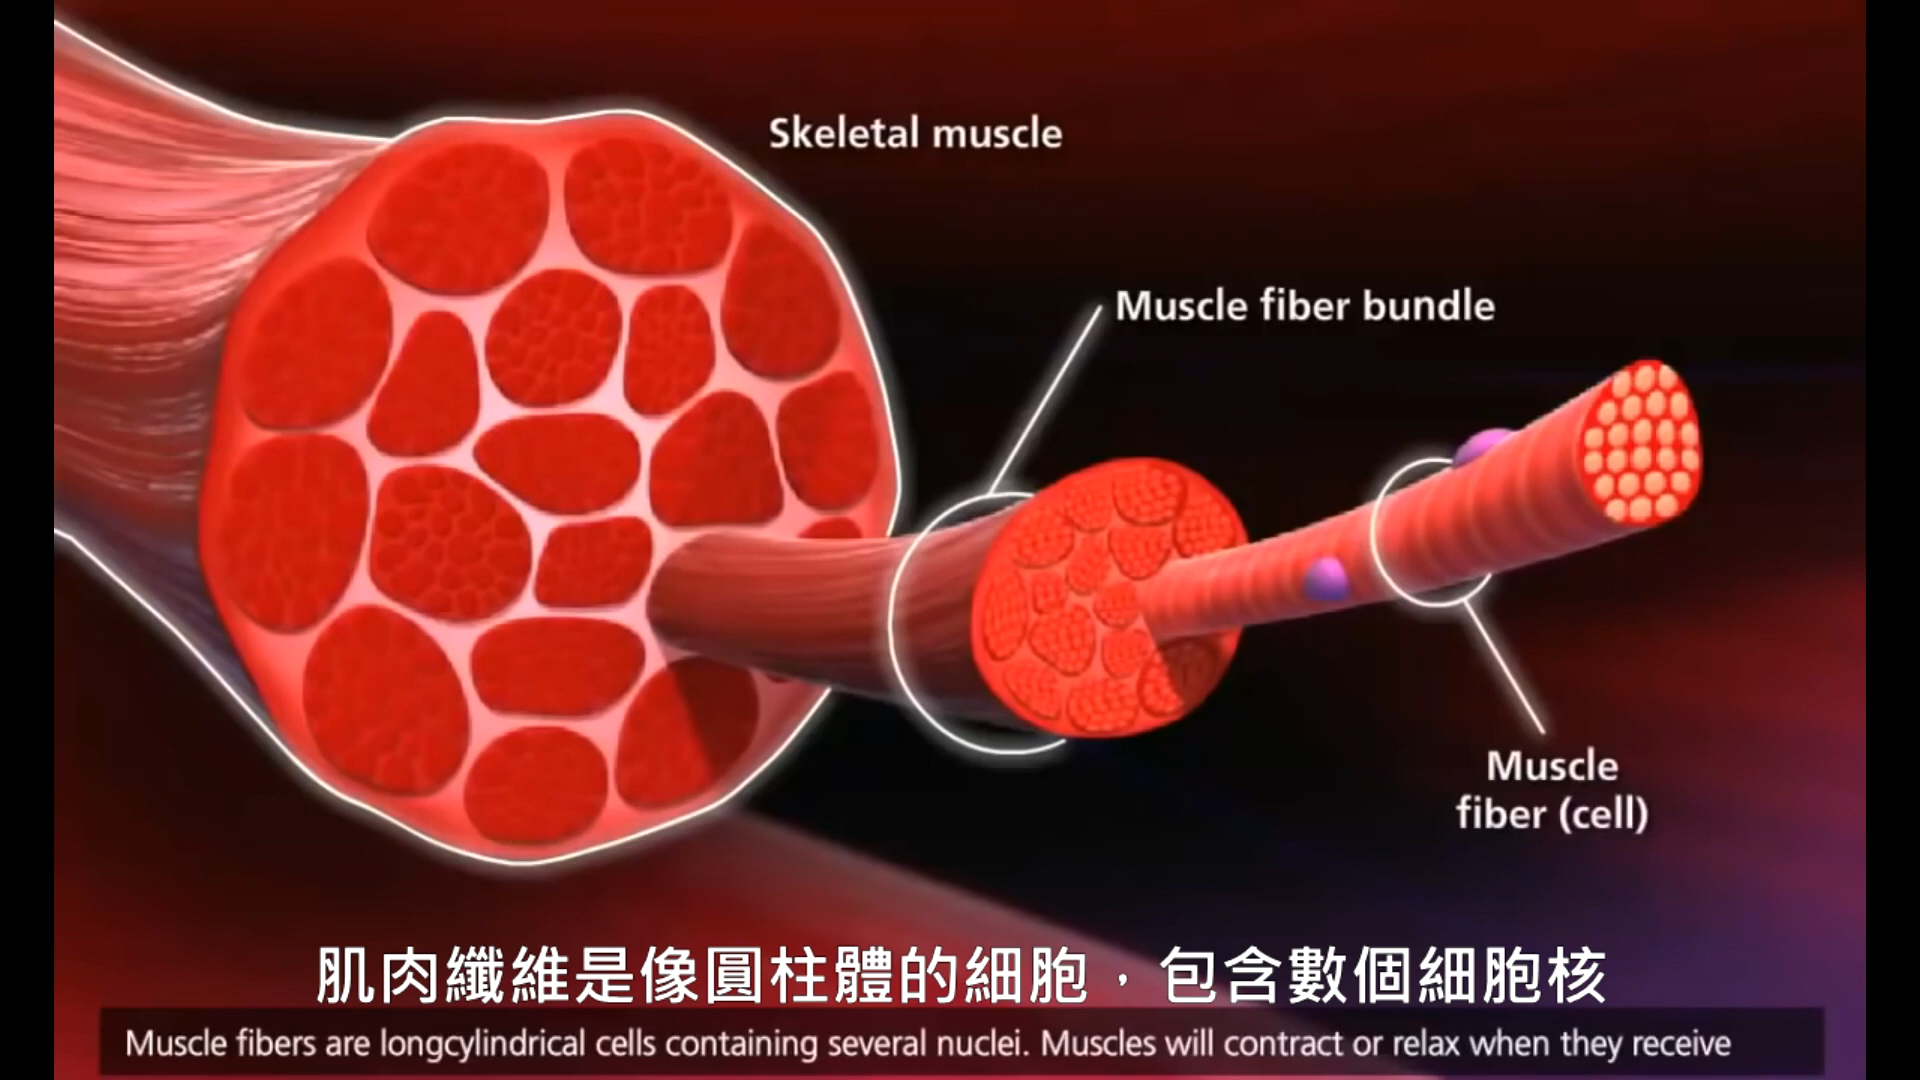 Skeletal muscle
Muscle fiber bundle
Muscle
fiber (cell)
肌肉纖維是像圓柱體的細胞，包含數個細胞核
Muscle fibers are longcylindrical cells containing several nuclei. Muscles will contract or relax when they receive